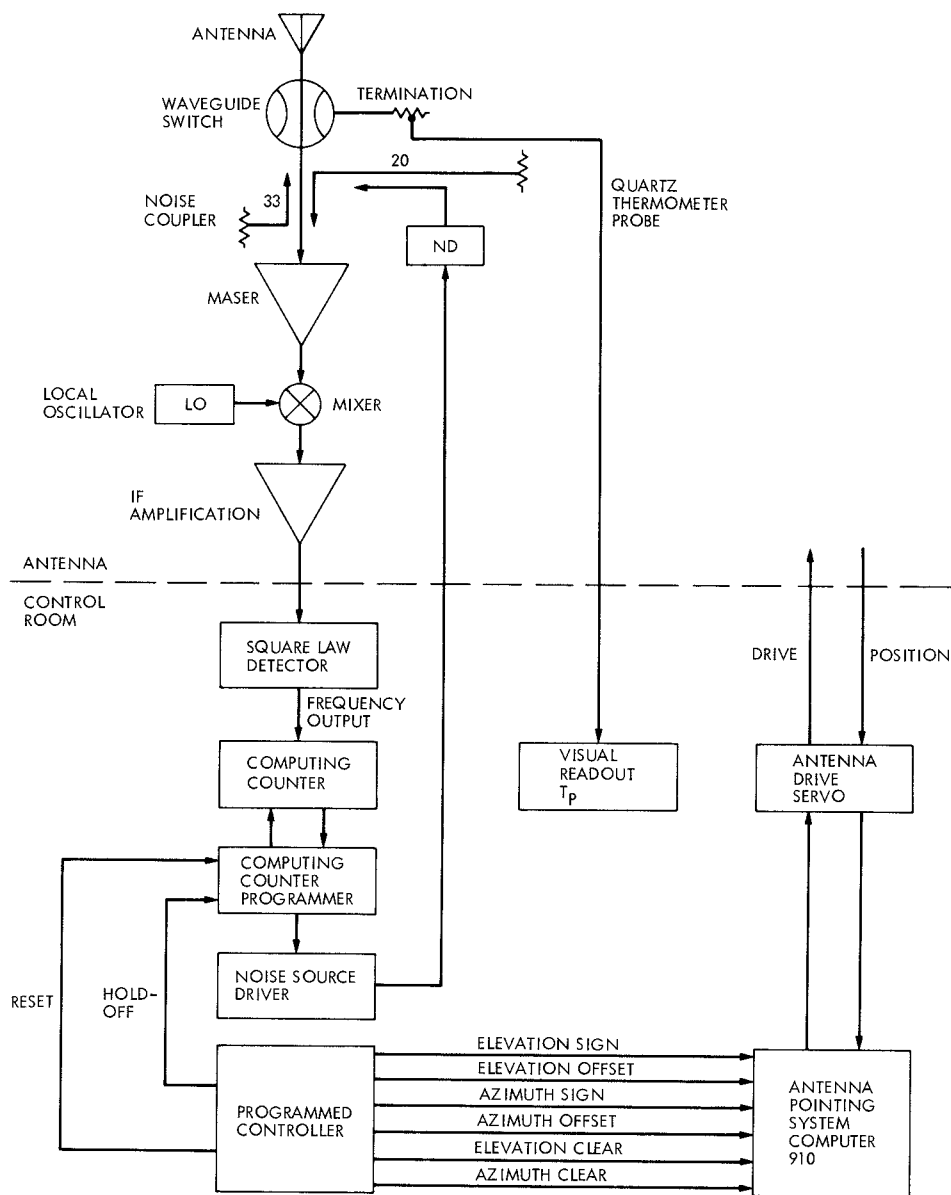 ANTENNA
WAVEGUIDE
SWITCH
TERMINATION
20
33
NOISE
COUPLER
QUARTZ
THERMOMETER
PROBE
ND
MASER
LOCAL
OSCILLATOR
LO
MIXER
IF
AMPLIFICATION
ANTENNA
CONTROL
ROOM
SQUARE LAW
DETECTOR
DRIVE
POSITION
FREQUENCY
OUTPUT
COMPUTING
COUNTER
VISUAL
READOUT
Tp
ANTENNA
DRIVE
SERVO
COMPUTING
COUNTER
PROGRAMMER
NOISE SOURCE
DRIVER
RESET
HOLD-
OFF
PROGRAMMED
CONTROLLER
ELEVATION SIGN
ELEVATION OFFSET
AZIMUTH SIGN
AZIMUTH OFFSET
ELEVATION CLEAR
AZIMUTH CLEAR
ANTENNA
POINTING
SYSTEM
COMPUTER
910